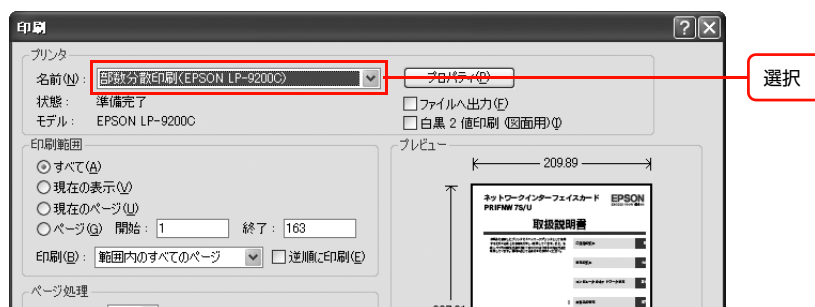 印刷
プリンタ
名前(N): 部数分散印刷(EPSON LP-9200C)
プロパティ(P)
選択
状態: 準備完了
ファイルへ出力(F)
モデル: EPSON LP-9200C
白黒 2 値印刷 (図面用)(I)
印刷範囲
すべて(A)
現在の表示(V)
現在のページ(U)
ページ(G) 開始: 1 終了: 163
印刷(B): 範囲内のすべてのページ 逆順に印刷(E)
ページ処理
プレビュー
209.89
ネットワークインターフェイスカード EPSON
PRIFNW7S/U
取扱説明書